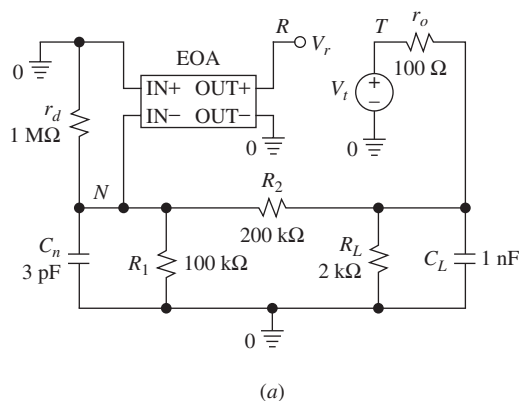 R
V_r
T
r_o
100 Ω
EOA
IN+ OUT+
IN− OUT−
0
r_d
1 MΩ
V_t
+
−
0
0
N
R_2
200 kΩ
C_n
3 pF
R_1
100 kΩ
R_L
2 kΩ
C_L
1 nF
0
(a)